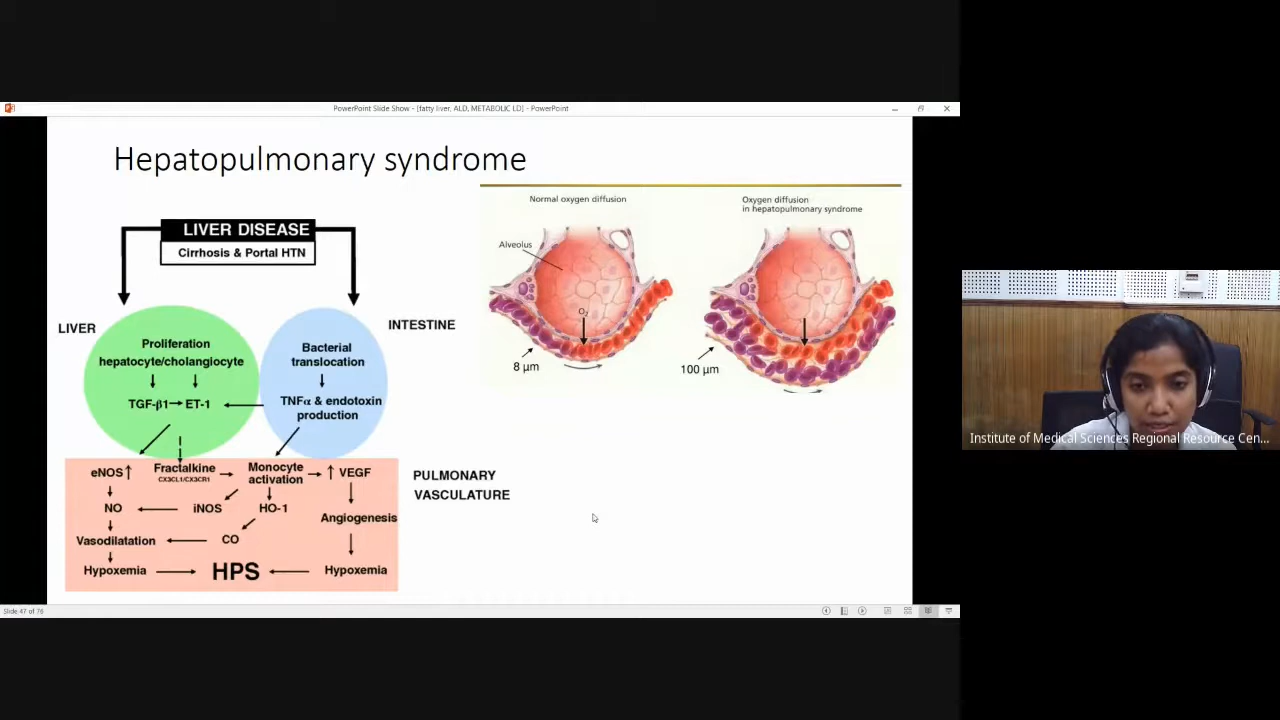 PowerPoint Slide Show - [fatty liver, ALD, METABOLIC LD] - PowerPoint
Hepatopulmonary syndrome
LIVER DISEASE
Cirrhosis & Portal HTN
LIVER
INTESTINE
Proliferation
hepatocyte/cholangiocyte
TGF-β1 ET-1
Bacterial
translocation
TNFα & endotoxin
production
eNOS
Fractalkine
CX3CL1/CX3CR1
Monocyte
activation
VEGF
NO
iNOS
HO-1
Angiogenesis
Vasodilatation
CO
Hypoxemia
HPS
Hypoxemia
PULMONARY
VASCULATURE
Normal oxygen diffusion
Alveolus
O₂
8 µm
Oxygen diffusion
in hepatopulmonary syndrome
100 µm
Slide 47 of 76
Institute of Medical Sciences Regional Resource Cen...